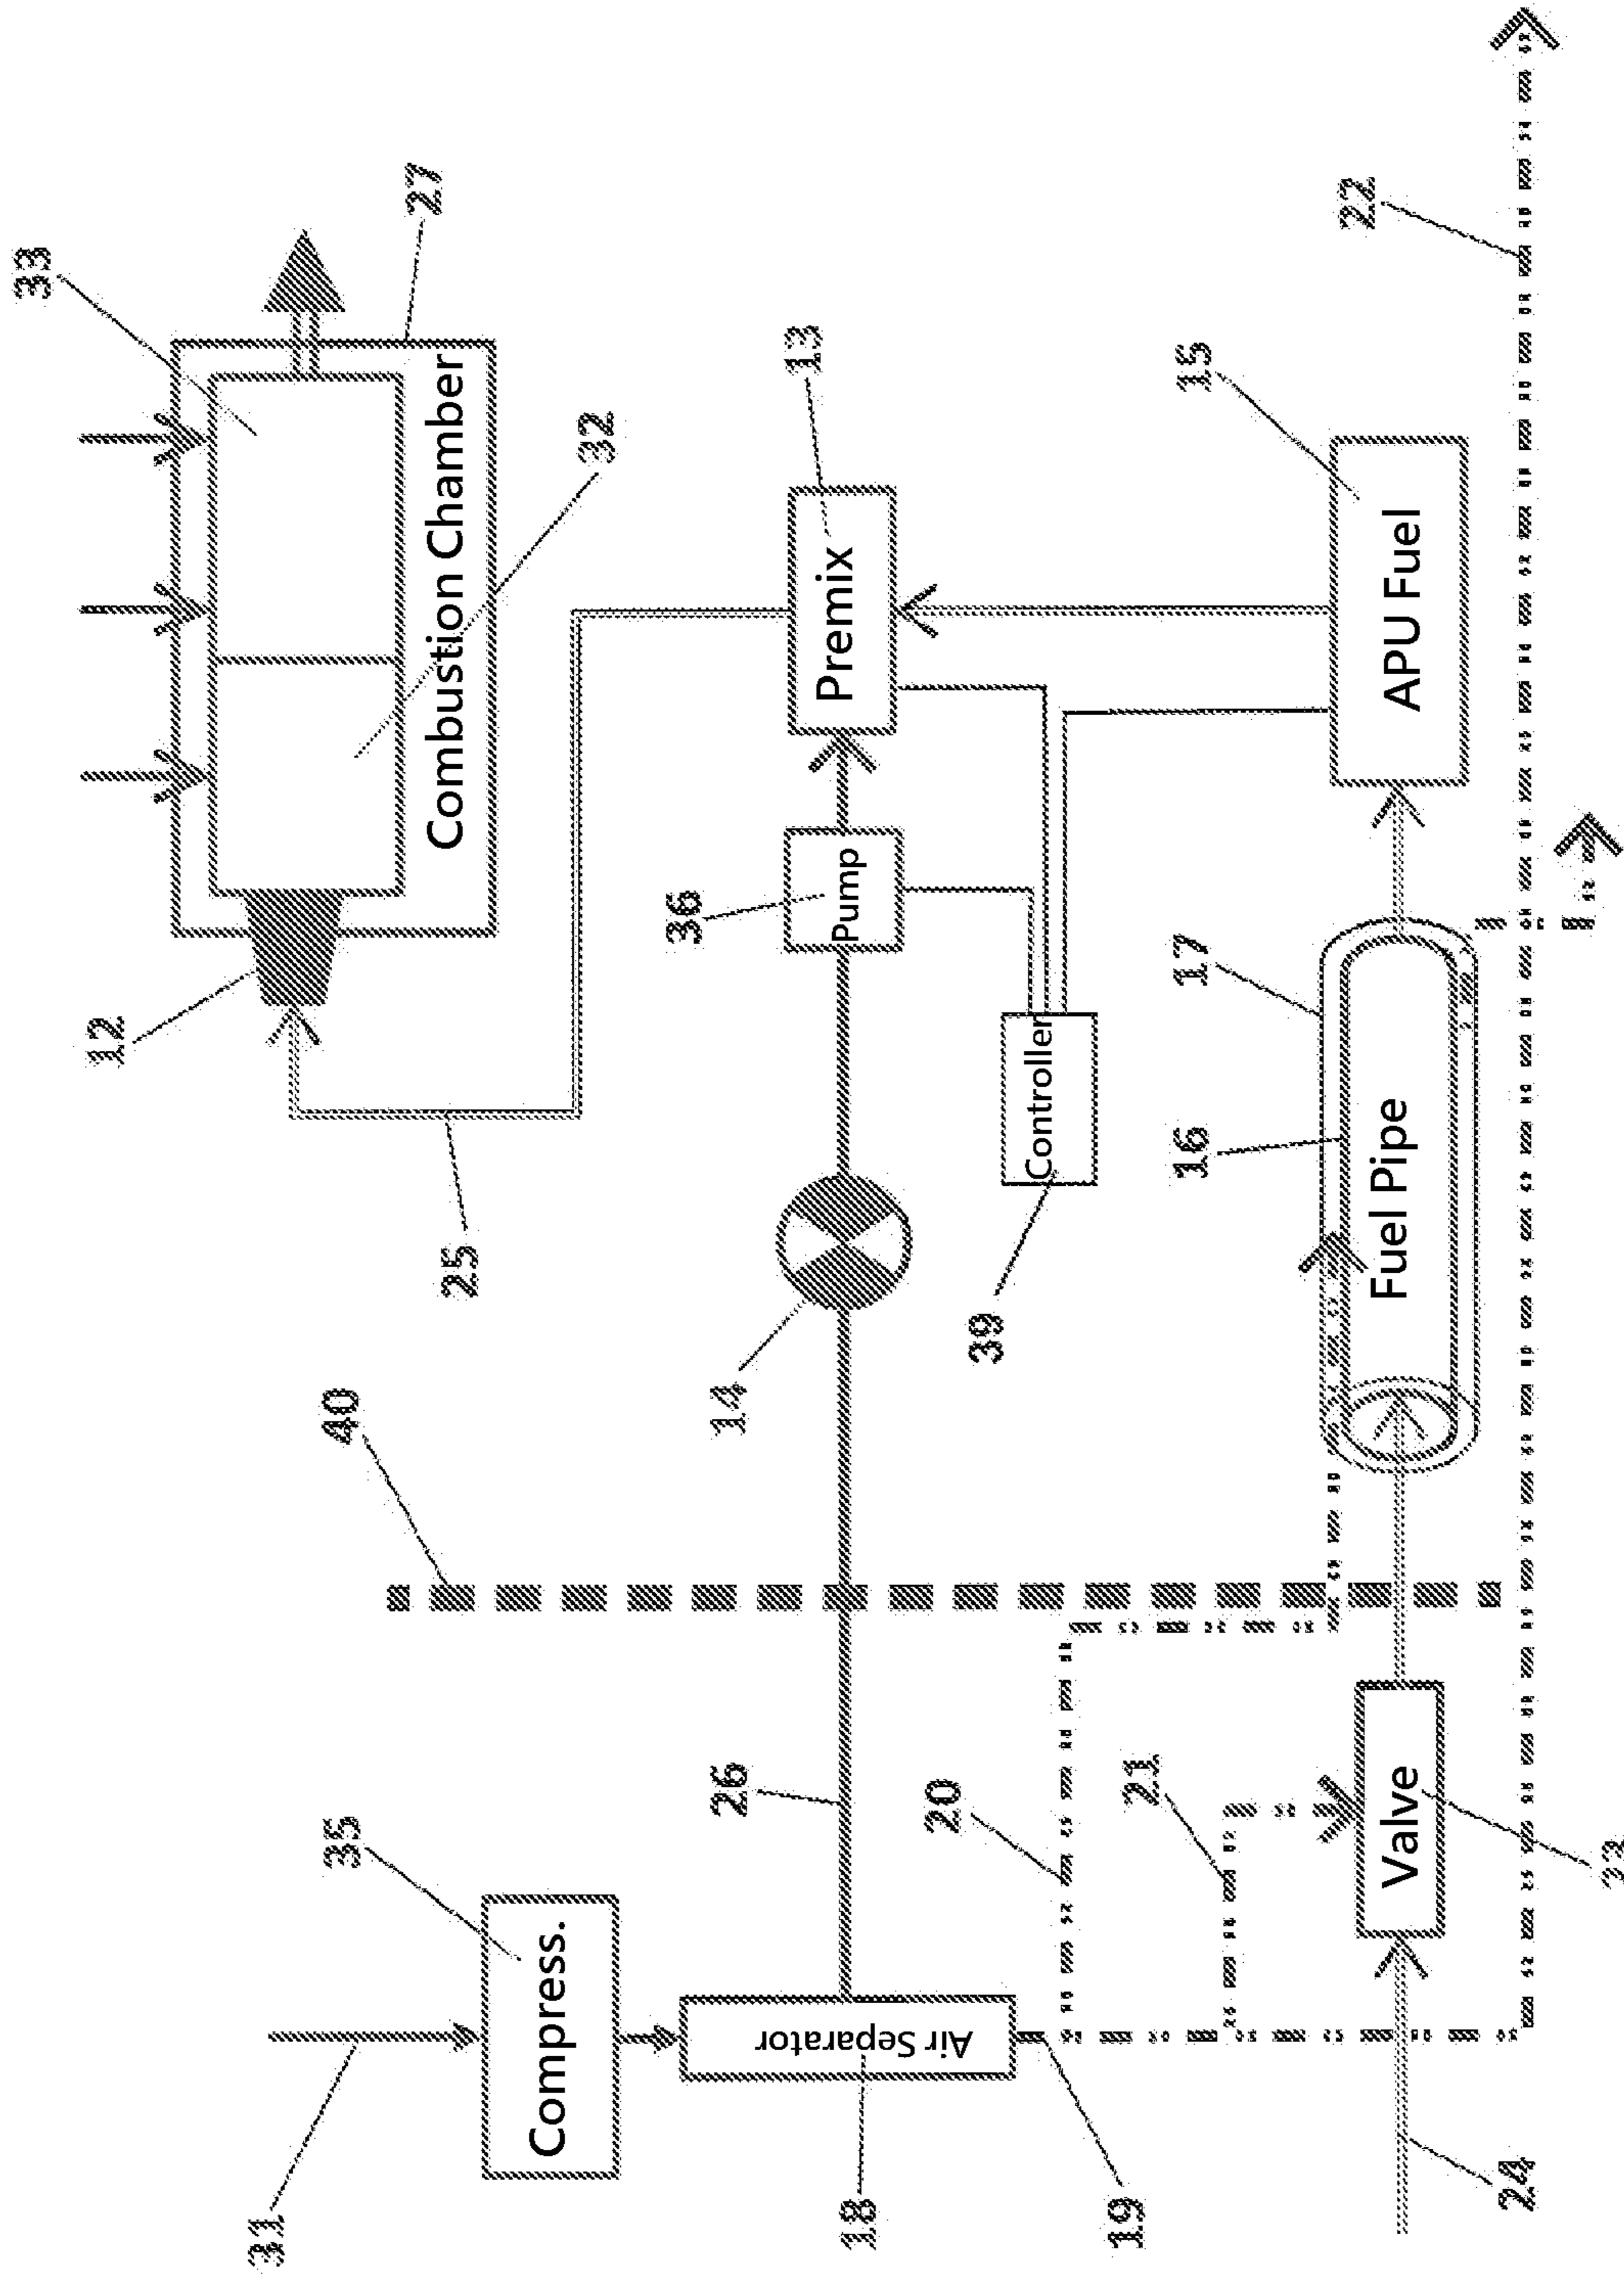 33
12
31
35
40
27
Combustion Chamber
25
Compress.
32
36
26
14
13
Premix
Pump
18
Air Separator
20
39
Controller
19
21
16
17
15
22
Fuel Pipe
APU Fuel
Valve
24
23